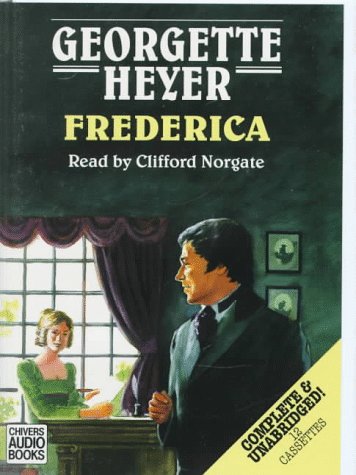 GEORGETTE
HEYER
FREDERICA
Read by Clifford Norgate
COMPLETE &
UNABRIDGED!
12
CASSETTES
CHIVERS
AUDIO
BOOKS